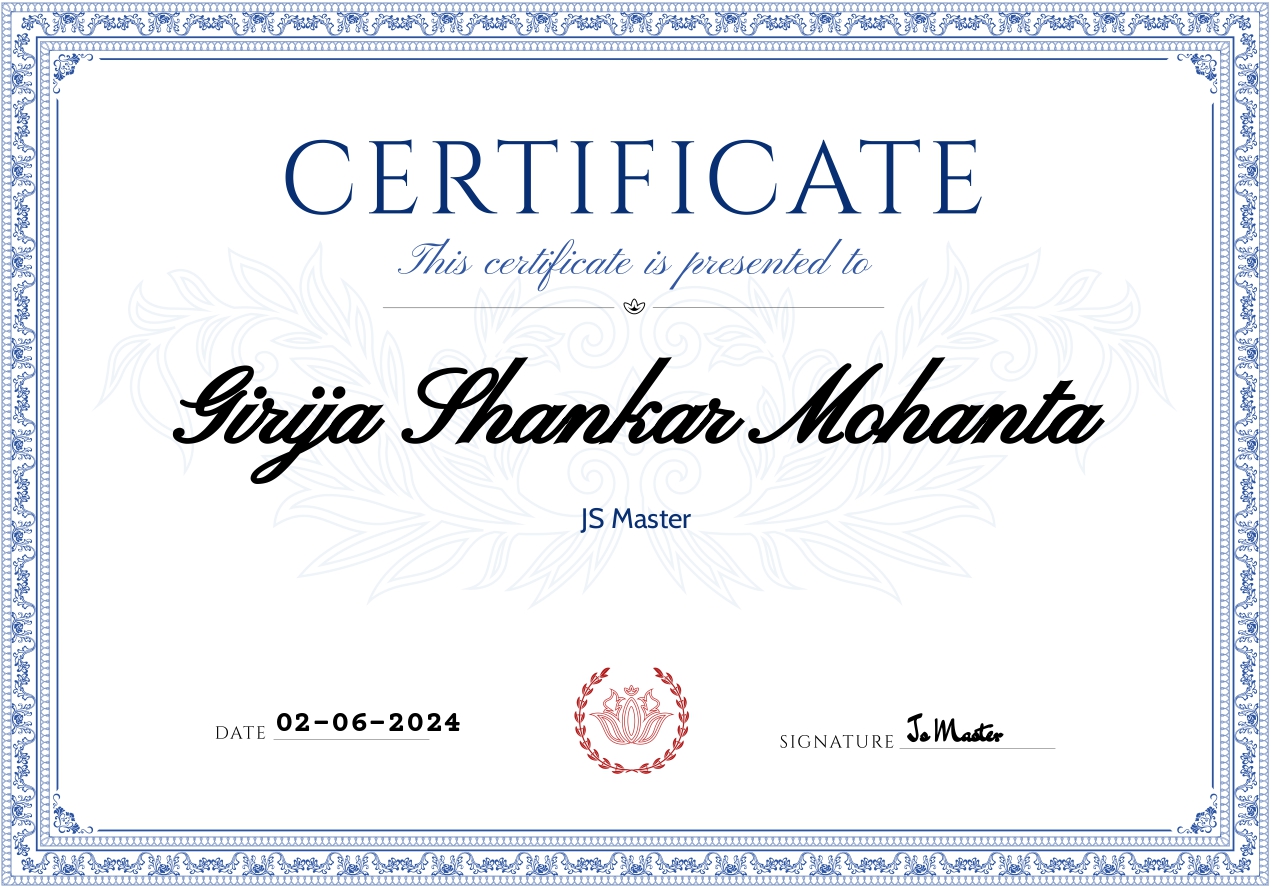 CERTIFICATE
This certificate is presented to
Girija Shankar Mohanta
JS Master
DATE 02-06-2024
SIGNATURE Js Master